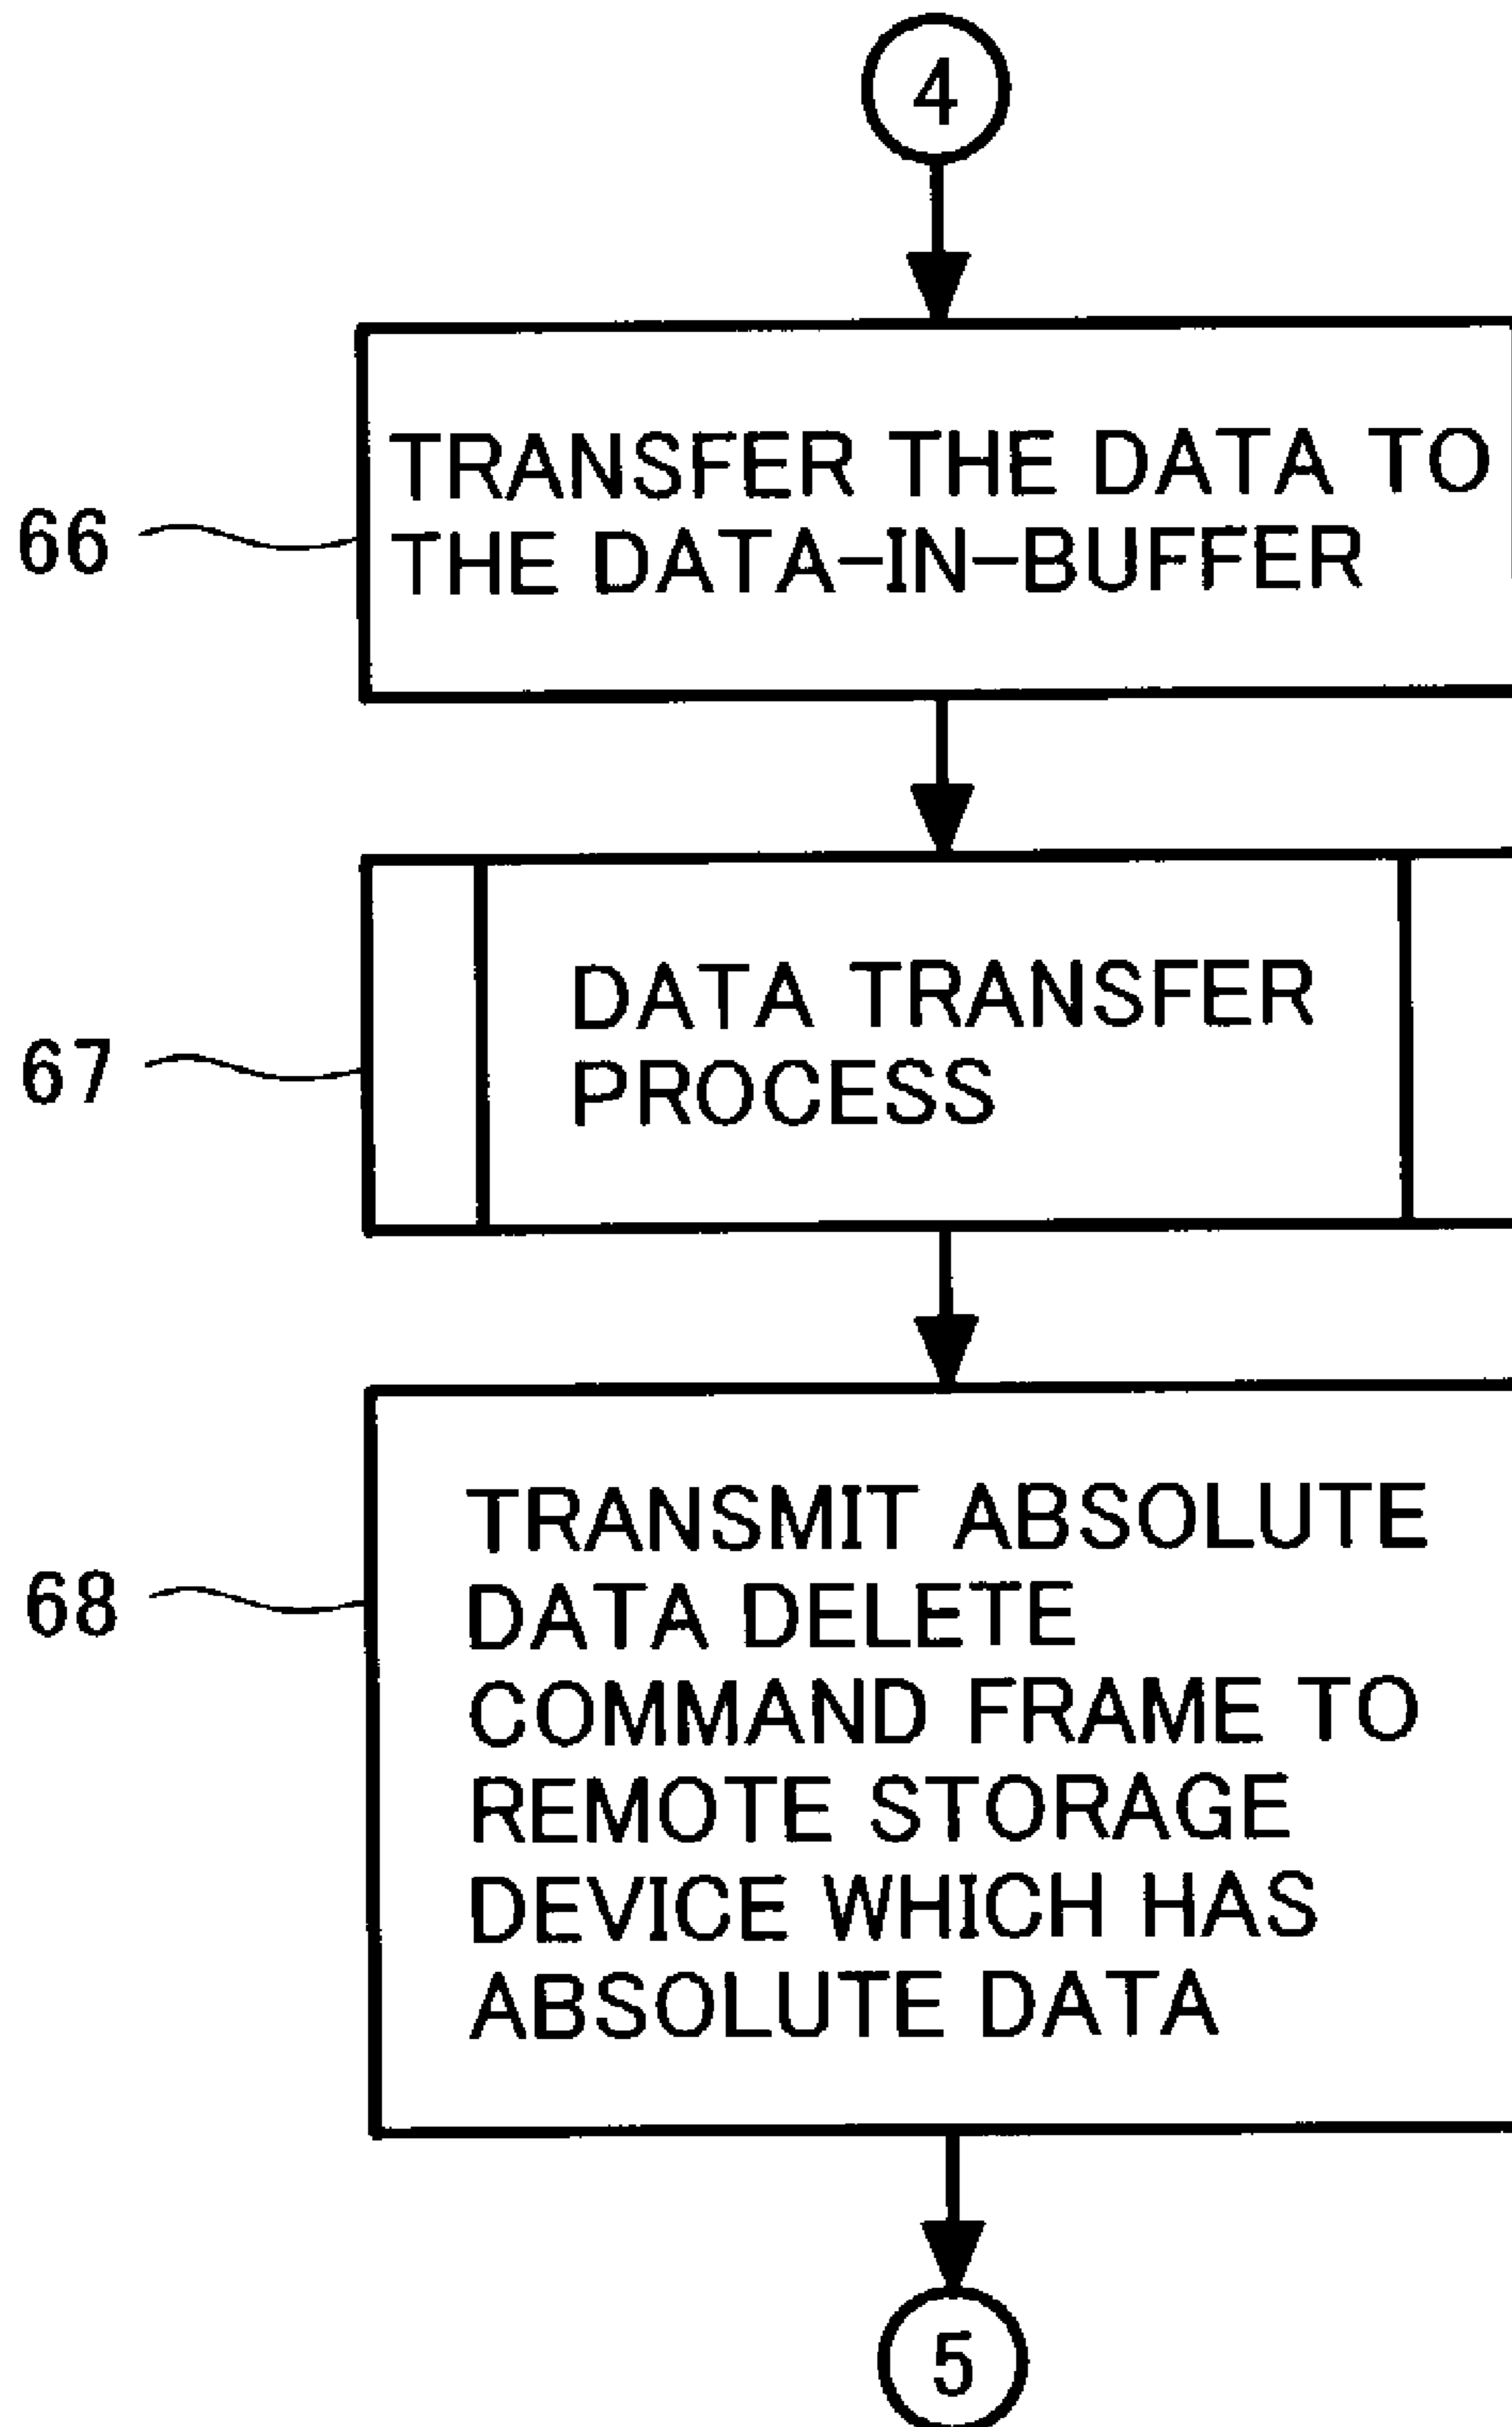 4
TRANSFER THE DATA TO
THE DATA-IN-BUFFER
66
DATA TRANSFER
PROCESS
67
TRANSMIT ABSOLUTE
DATA DELETE
COMMAND FRAME TO
REMOTE STORAGE
DEVICE WHICH HAS
ABSOLUTE DATA
68
5